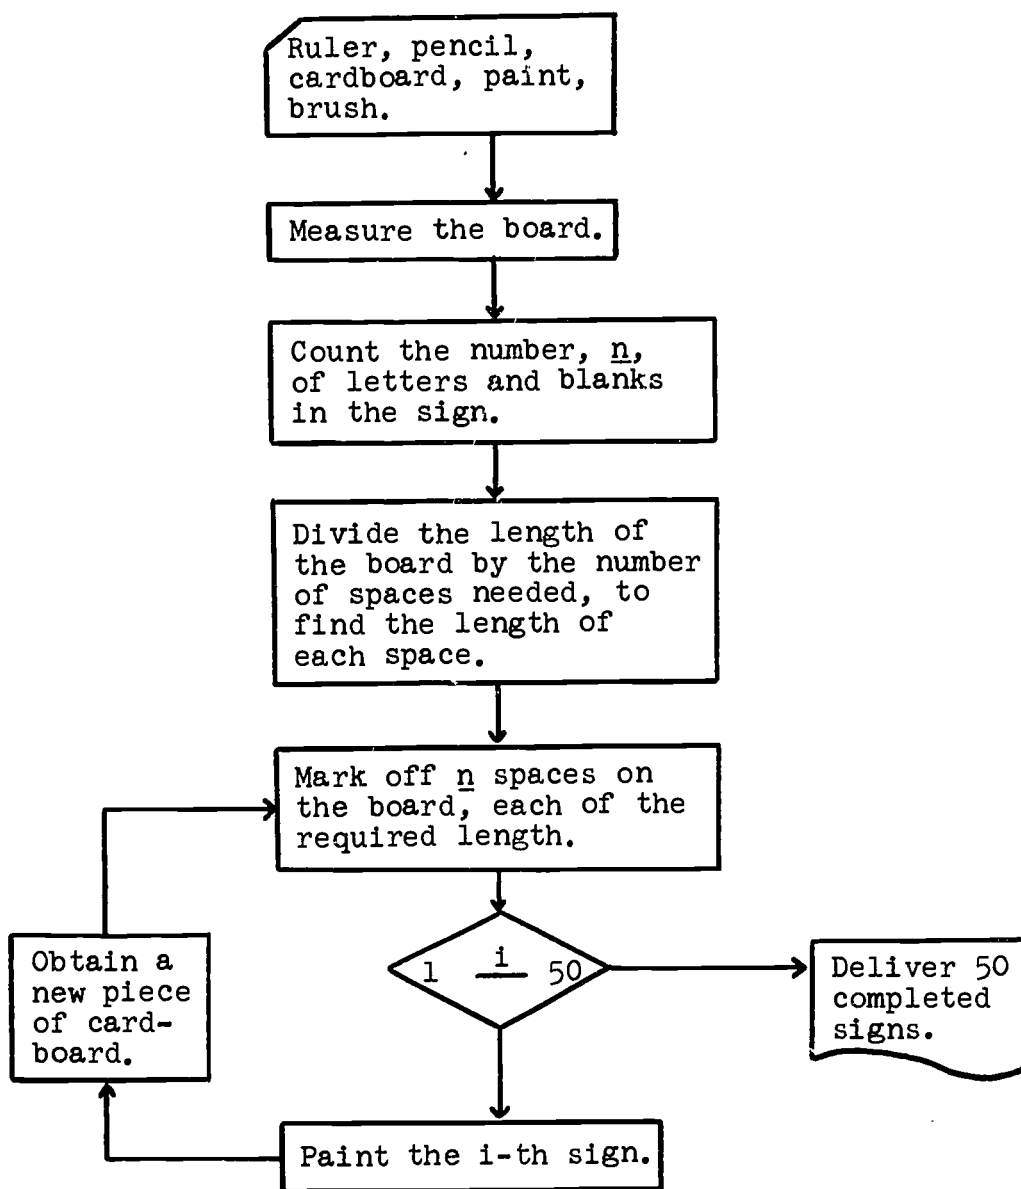 Ruler, pencil,
cardboard, paint,
brush.
Measure the board.
Count the number, n,
of letters and blanks
in the sign.
Divide the length of
the board by the number
of spaces needed, to
find the length of
each space.
Mark off n spaces on
the board, each of the
required length.
1 i 50
Deliver 50
completed
signs.
Obtain a
new piece
of card-
board.
Paint the i-th sign.